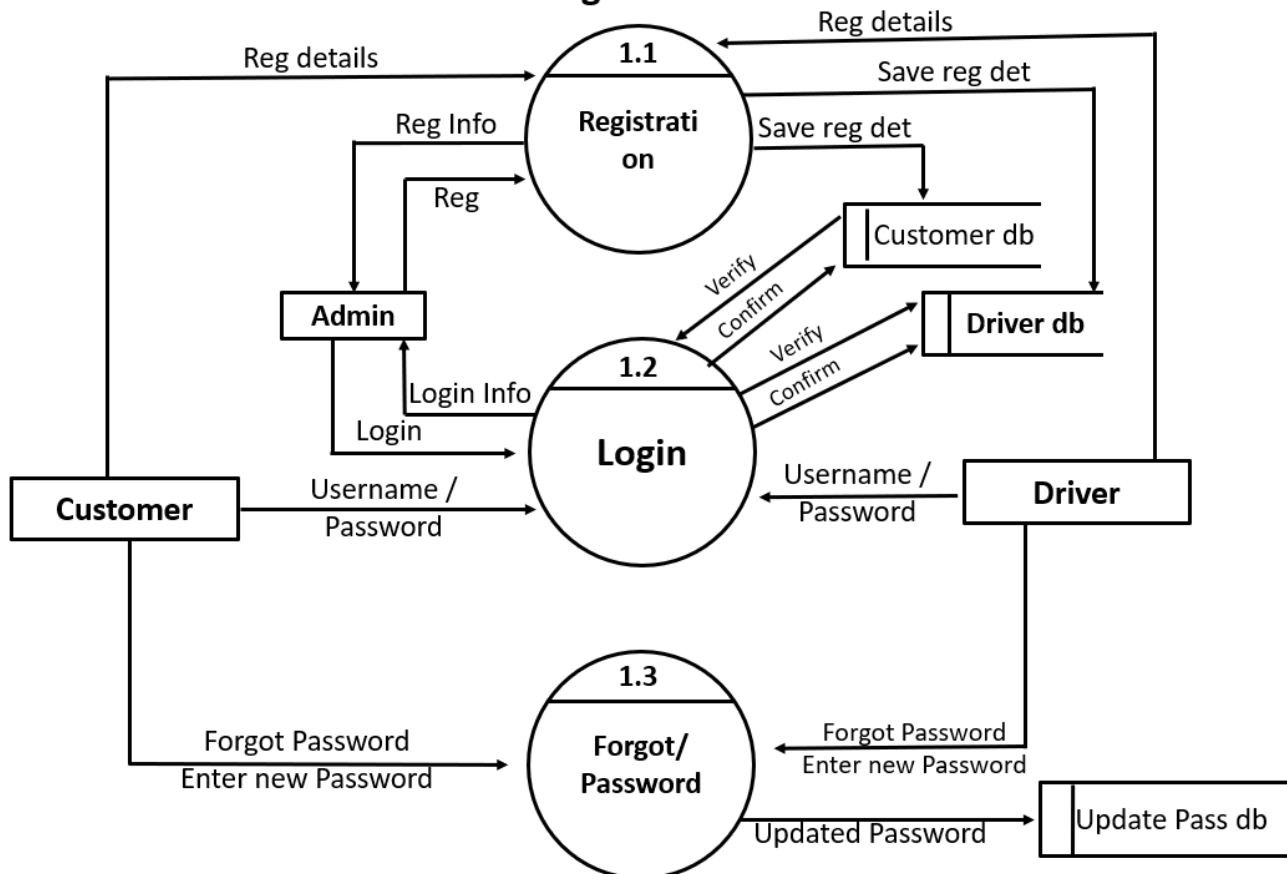 Reg details
1.1
Reg details
Save reg det
Registrati
on
Reg Info
Save reg det
Reg
Customer db
Verify
Confirm
Admin
Driver db
Verify
Confirm
1.2
Login Info
Login
Login
Customer
Username /
Password
Username /
Password
Driver
1.3
Forgot/
Password
Forgot Password
Enter new Password
Forgot Password
Enter new Password
Updated Password
Update Pass db